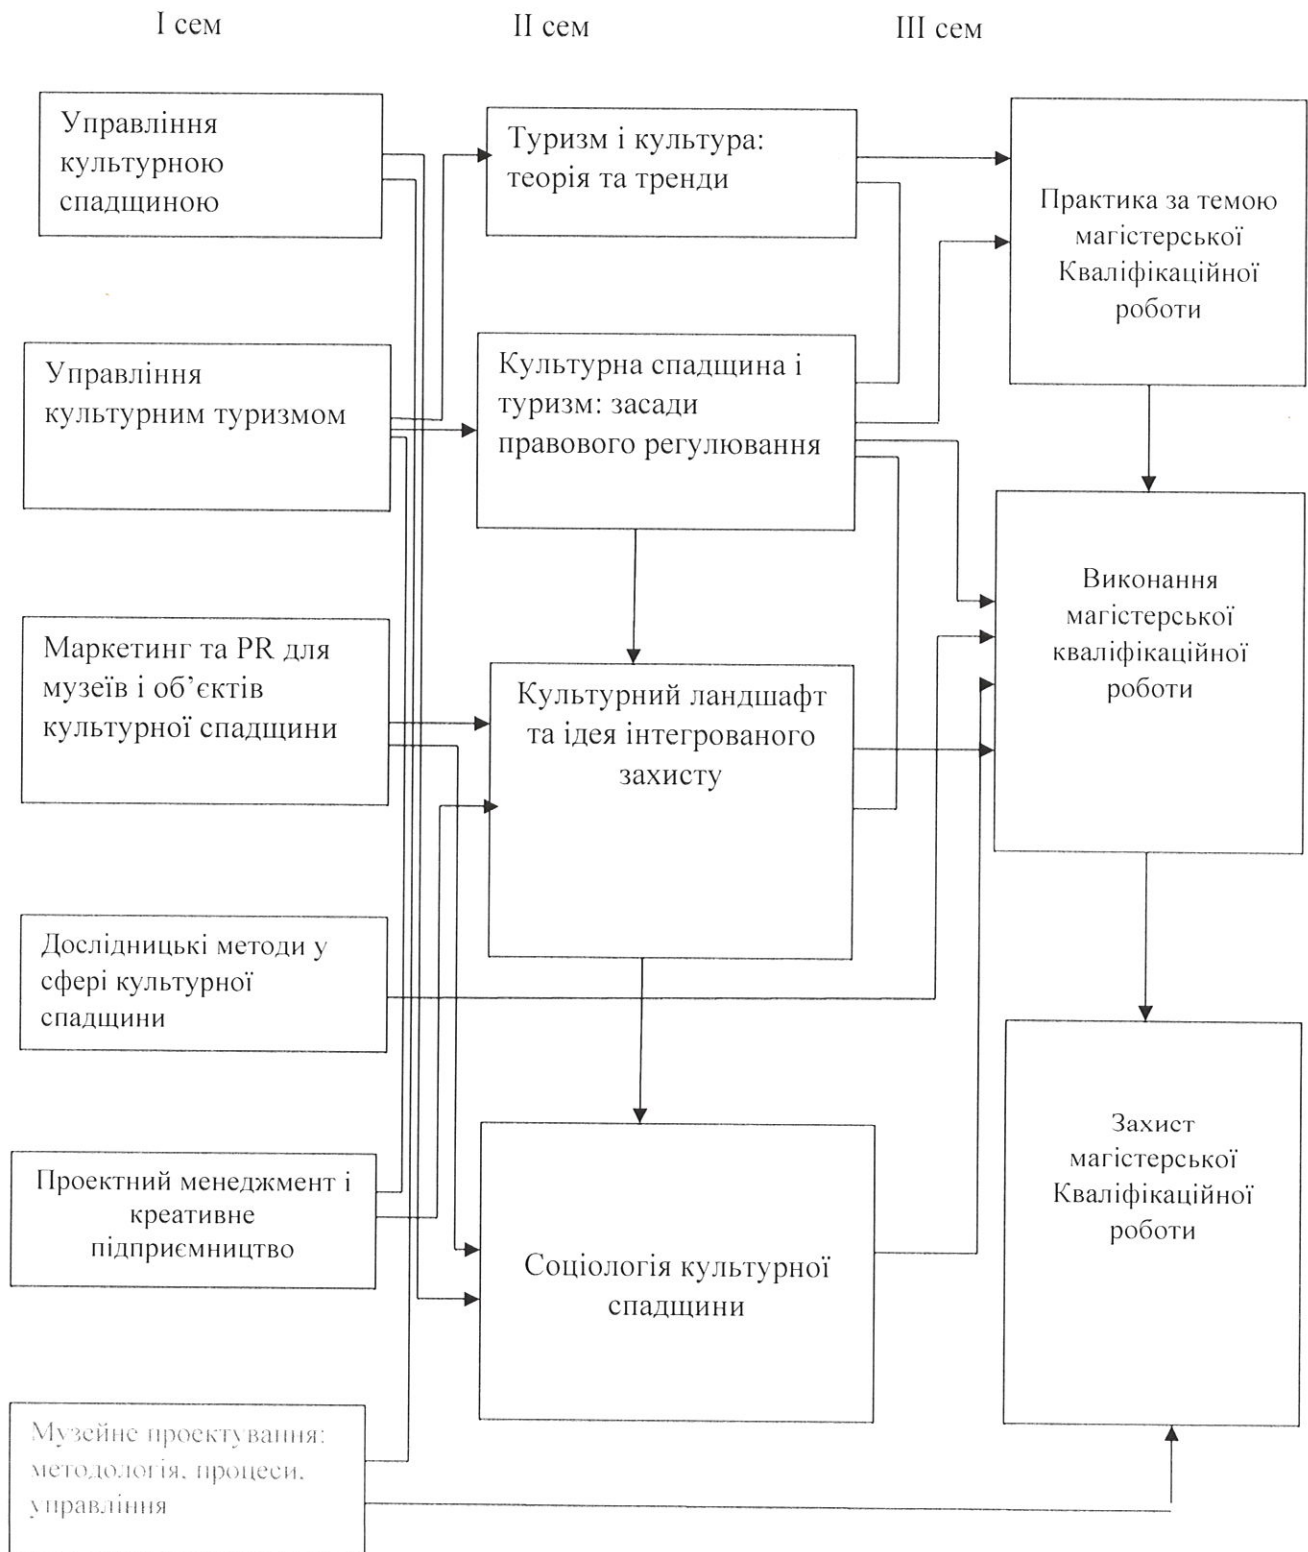 I сем
II сем
III сем
Управління
культурною
спадщиною
Управління
культурним туризмом
Маркетинг та PR для
музеїв і об’єктів
культурної спадщини
Дослідницькі методи у
сфері культурної
спадщини
Проектний менеджмент і
креативне
підприємництво
Музейне проектування:
методологія, процеси,
управління
Туризм і культура:
теорія та тренди
Культурна спадщина і
туризм: засади
правового регулювання
Культурний ландшафт
та ідея інтегрованого
захисту
Соціологія культурної
спадщини
Практика за темою
магістерської
Кваліфікаційної
роботи
Виконання
магістерської
кваліфікаційної
роботи
Захист
магістерської
Кваліфікаційної
роботи